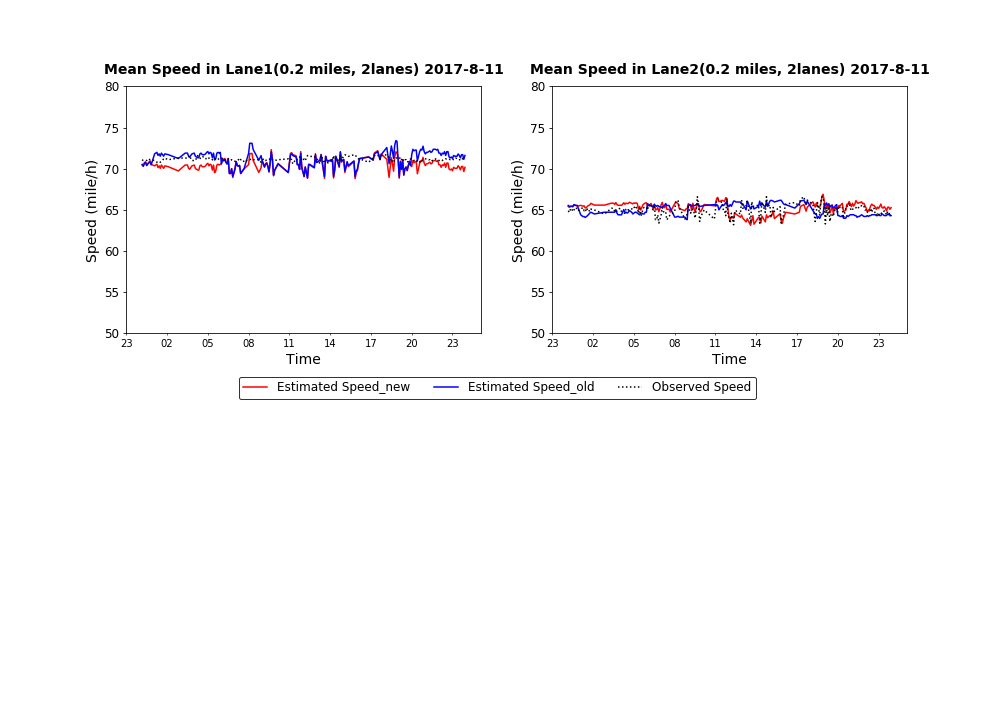 Mean Speed in Lane1(0.2 miles, 2lanes) 2017-8-11
80
75
70
65
60
55
50
Speed (mile/h)
23 02 05 08 11 14 17 20 23
Time
Mean Speed in Lane2(0.2 miles, 2lanes) 2017-8-11
80
75
70
65
60
55
50
Speed (mile/h)
23 02 05 08 11 14 17 20 23
Time
Estimated Speed_new Estimated Speed_old Observed Speed